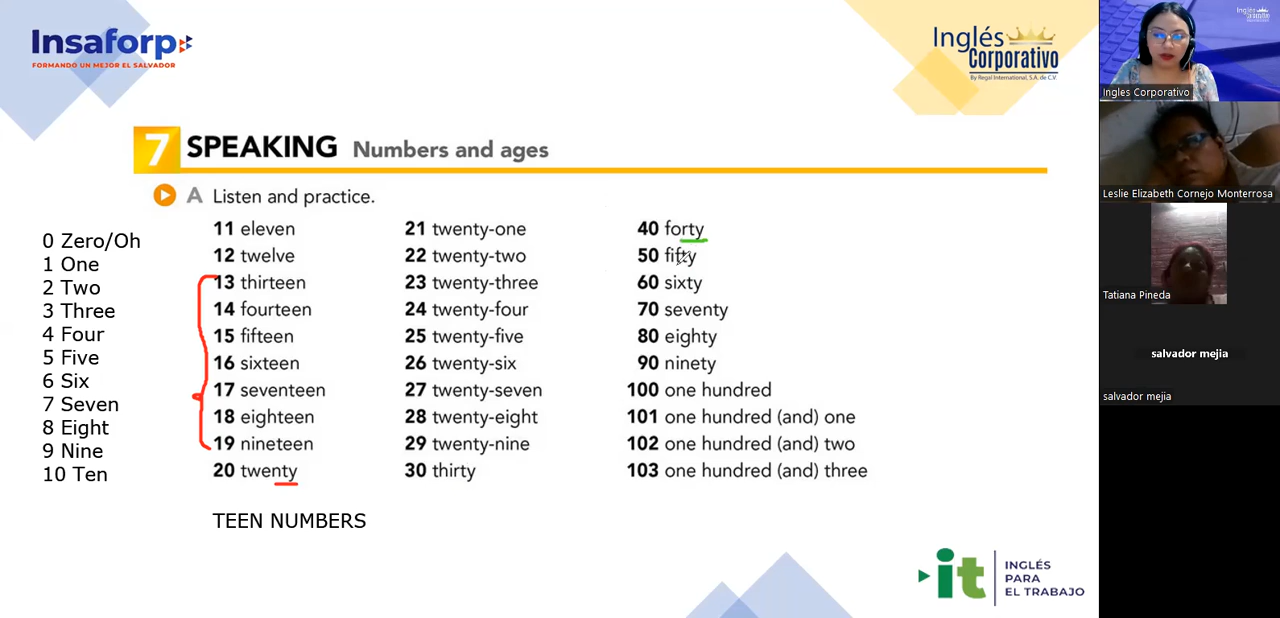 Insaforp
FORMANDO UN MEJOR EL SALVADOR
Inglés
Corporativo
By Regal International, S.A. de C.V.
7 SPEAKING Numbers and ages
A Listen and practice.
0 Zero/Oh
1 One
2 Two
3 Three
4 Four
5 Five
6 Six
7 Seven
8 Eight
9 Nine
10 Ten
11 eleven
12 twelve
13 thirteen
14 fourteen
15 fifteen
16 sixteen
17 seventeen
18 eighteen
19 nineteen
20 twenty
21 twenty-one
22 twenty-two
23 twenty-three
24 twenty-four
25 twenty-five
26 twenty-six
27 twenty-seven
28 twenty-eight
29 twenty-nine
30 thirty
40 forty
50 fifty
60 sixty
70 seventy
80 eighty
90 ninety
100 one hundred
101 one hundred (and) one
102 one hundred (and) two
103 one hundred (and) three
TEEN NUMBERS
it
INGLÉS
PARA
EL TRABAJO
Ingles Corporativo
Leslie Elizabeth Cornejo Monterrosa
Tatiana Pineda
salvador mejia
salvador mejia